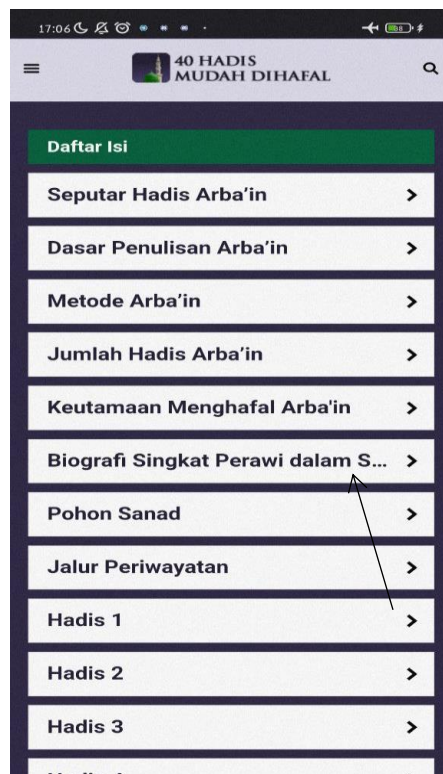 17:06
40 HADIS
MUDAH DIHAFAL
Daftar Isi
Seputar Hadis Arba’in
Dasar Penulisan Arba’in
Metode Arba’in
Jumlah Hadis Arba’in
Keutamaan Menghafal Arba'in
Biografi Singkat Perawi dalam S...
Pohon Sanad
Jalur Periwayatan
Hadis 1
Hadis 2
Hadis 3